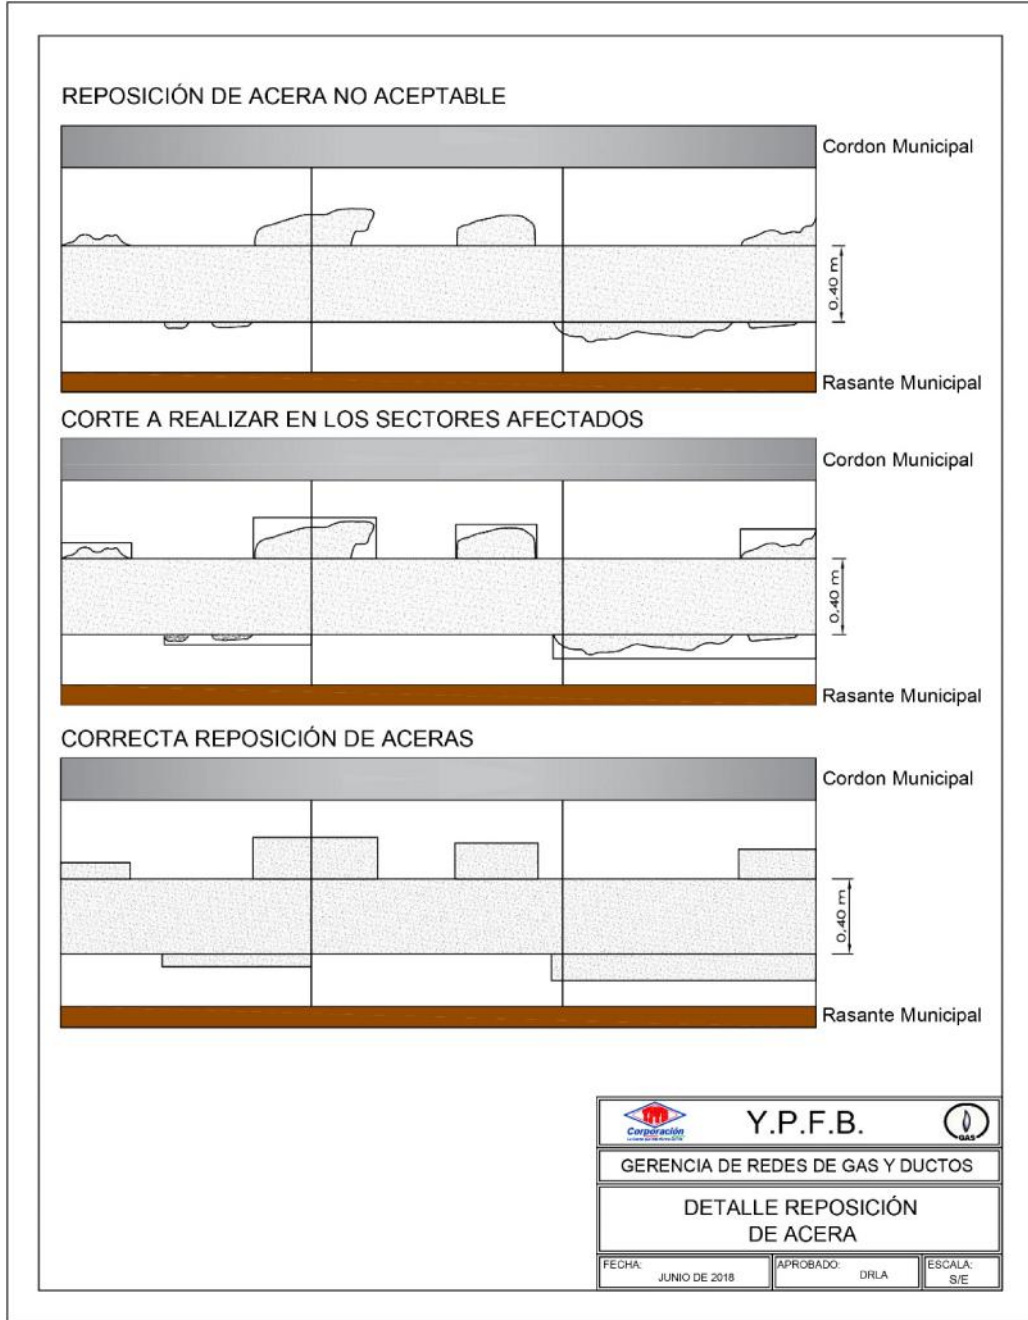 REPOSICIÓN DE ACERA NO ACEPTABLE
Cordon Municipal
0,40 m
Rasante Municipal
CORTE A REALIZAR EN LOS SECTORES AFECTADOS
Cordon Municipal
0,40 m
Rasante Municipal
CORRECTA REPOSICIÓN DE ACERAS
Cordon Municipal
0,40 m
Rasante Municipal
Corporación
Y.P.F.B.
GAS
GERENCIA DE REDES DE GAS Y DUCTOS
DETALLE REPOSICIÓN
DE ACERA
FECHA:
JUNIO DE 2018
APROBADO:
DRLA
ESCALA:
S/E